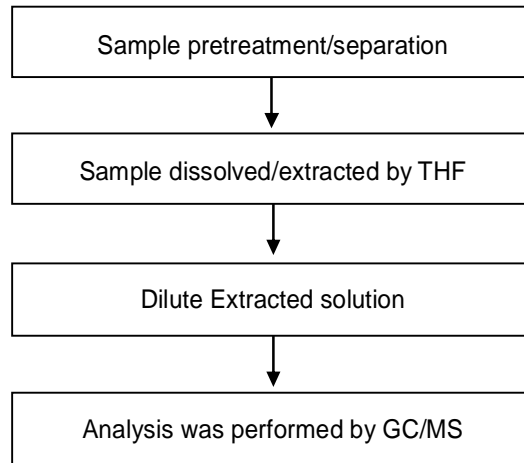 Sample pretreatment/separation
Sample dissolved/extracted by THF
Dilute Extracted solution
Analysis was performed by GC/MS